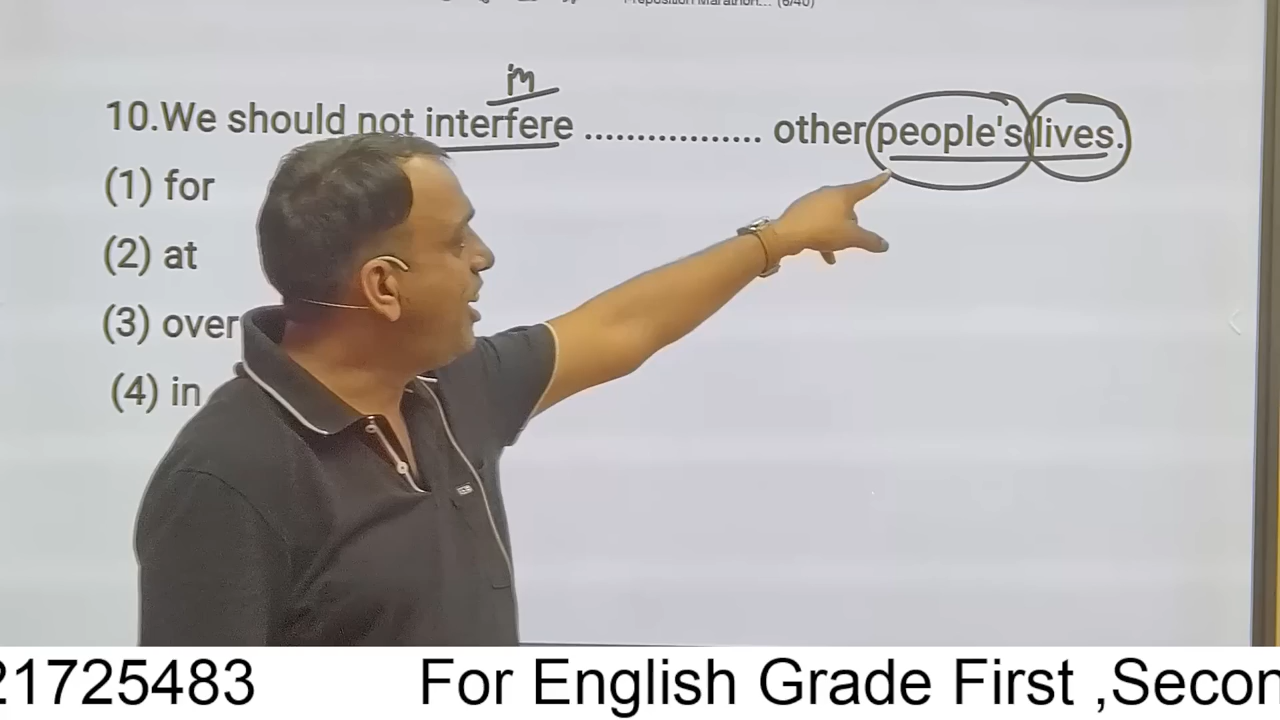 Preposition Marathon... (6/40)
in
10.We should not interfere ................. other people's lives.
(1) for
(2) at
(3) over
(4) in
21725483 For English Grade First ,Secon